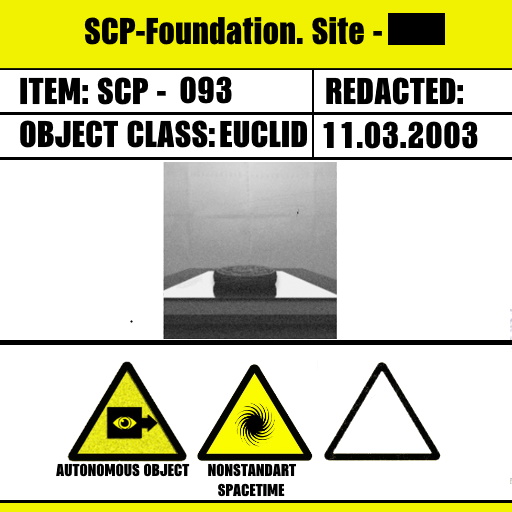 SCP-Foundation. Site -
ITEM: SCP - 093
REDACTED:
OBJECT CLASS: EUCLID
11.03.2003
AUTONOMOUS OBJECT
NONSTANDART
SPACETIME